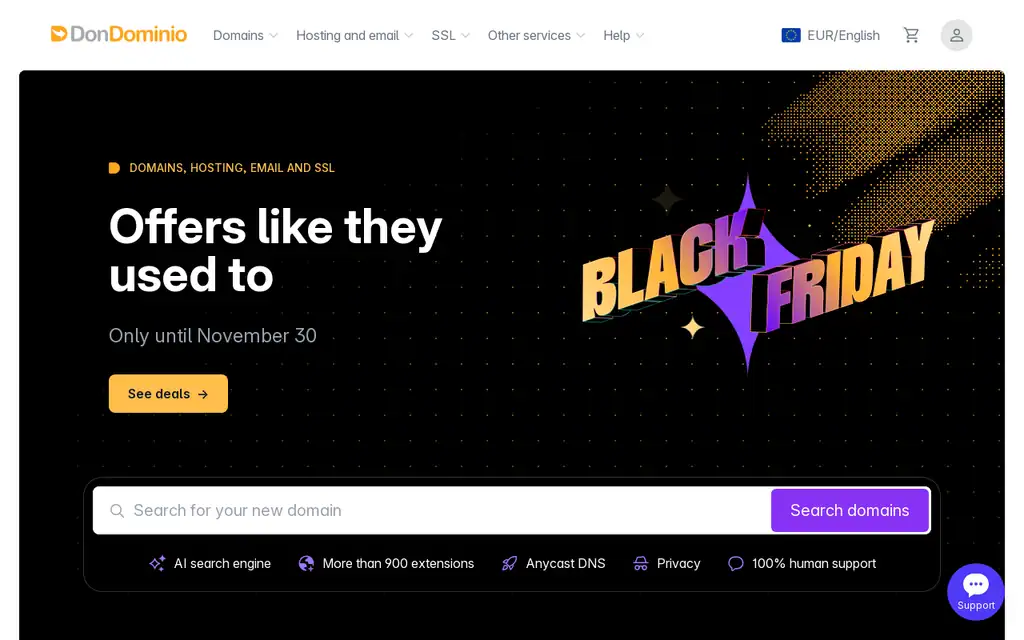 DonDominio
Domains
Hosting and email
SSL
Other services
Help
EUR/English
DOMAINS, HOSTING, EMAIL AND SSL
Offers like they
used to
Only until November 30
See deals →
BLACK
FRIDAY
Search for your new domain
Search domains
AI search engine
More than 900 extensions
Anycast DNS
Privacy
100% human support
Support